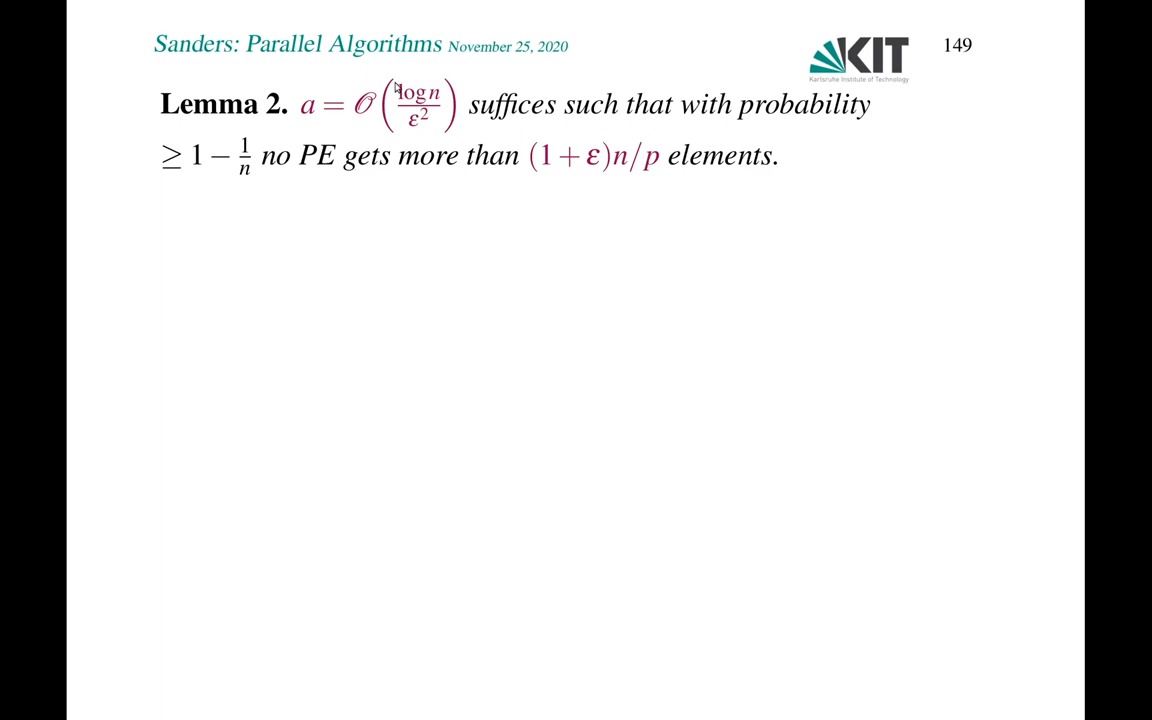 Sanders: Parallel Algorithms November 25, 2020
KIT
Karlsruhe Institute of Technology
149
Lemma 2. a = 𝒪(log n / ε²) suffices such that with probability
≥ 1 − 1/n no PE gets more than (1 + ε)n/p elements.